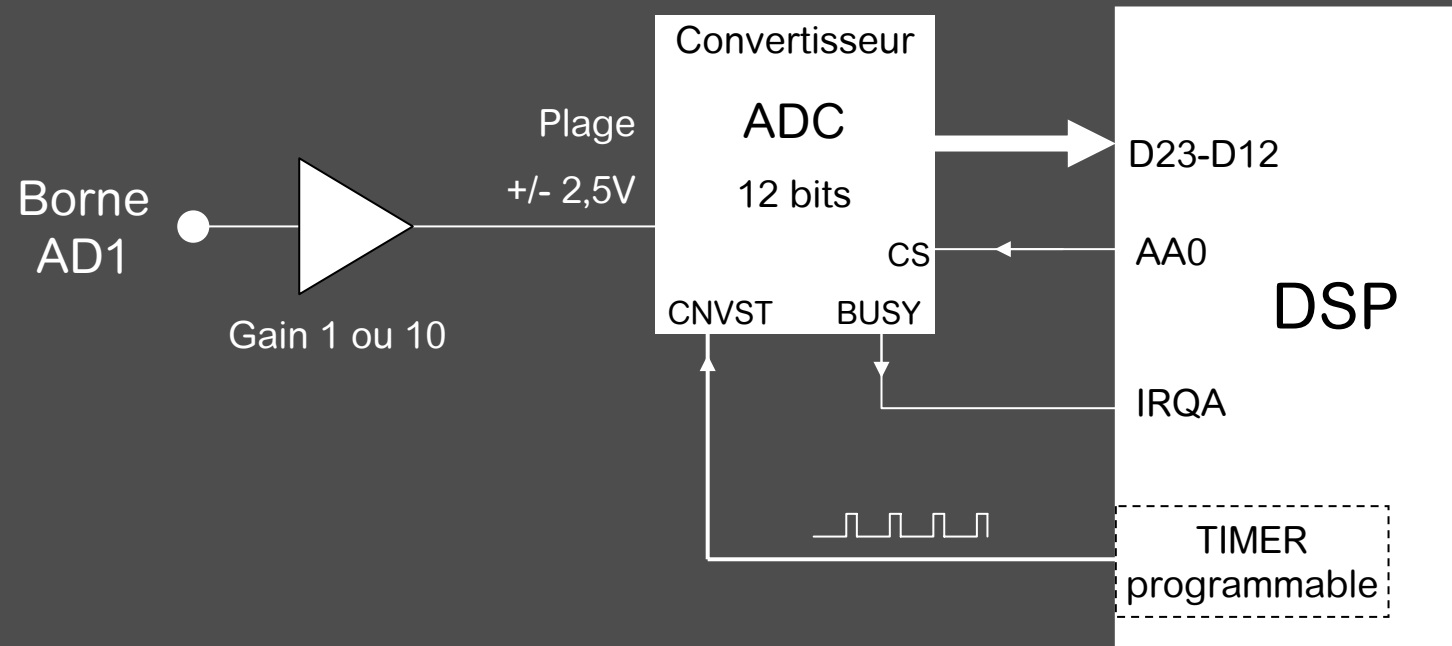 Borne
AD1
Gain 1 ou 10
Plage
+/- 2,5V
Convertisseur
ADC
12 bits
CS
CNVST
BUSY
D23-D12
AA0
DSP
IRQA
TIMER
programmable